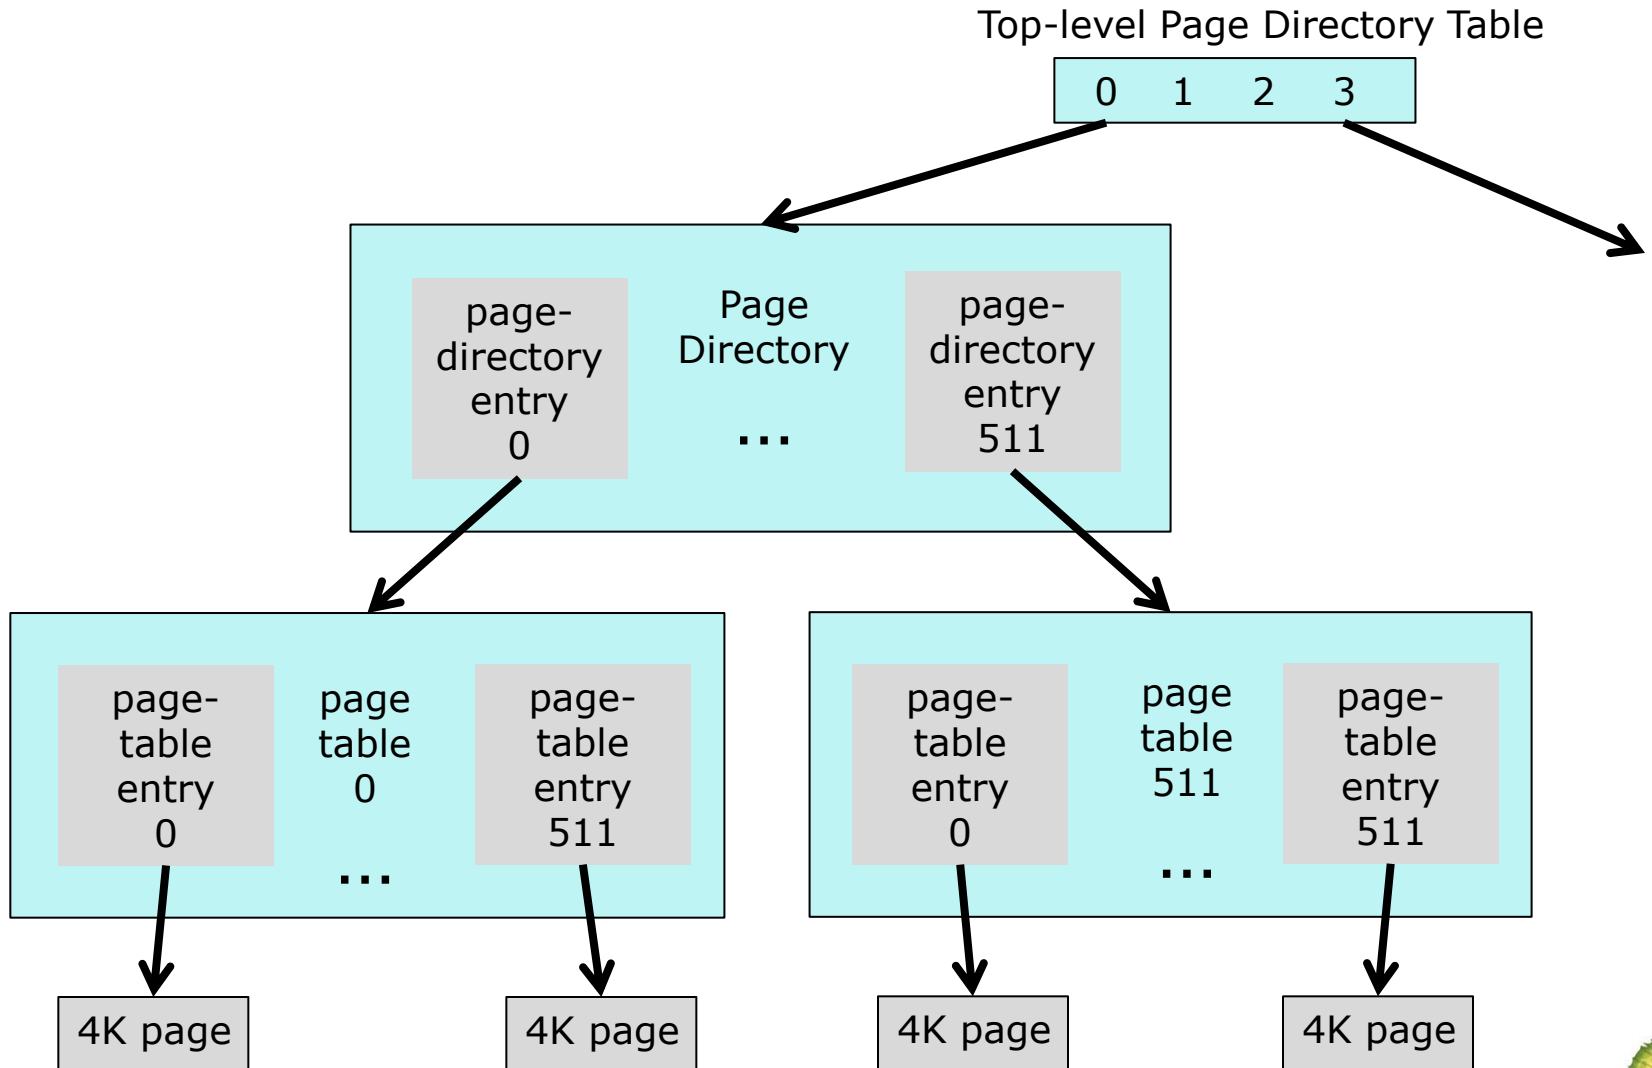 Top-level Page Directory Table
0 1 2 3
page-
directory
entry
0
Page
Directory
...
page-
directory
entry
511
page-
table
entry
0
page
table
0
...
page-
table
entry
511
page-
table
entry
0
page
table
511
...
page-
table
entry
511
4K page
4K page
4K page
4K page